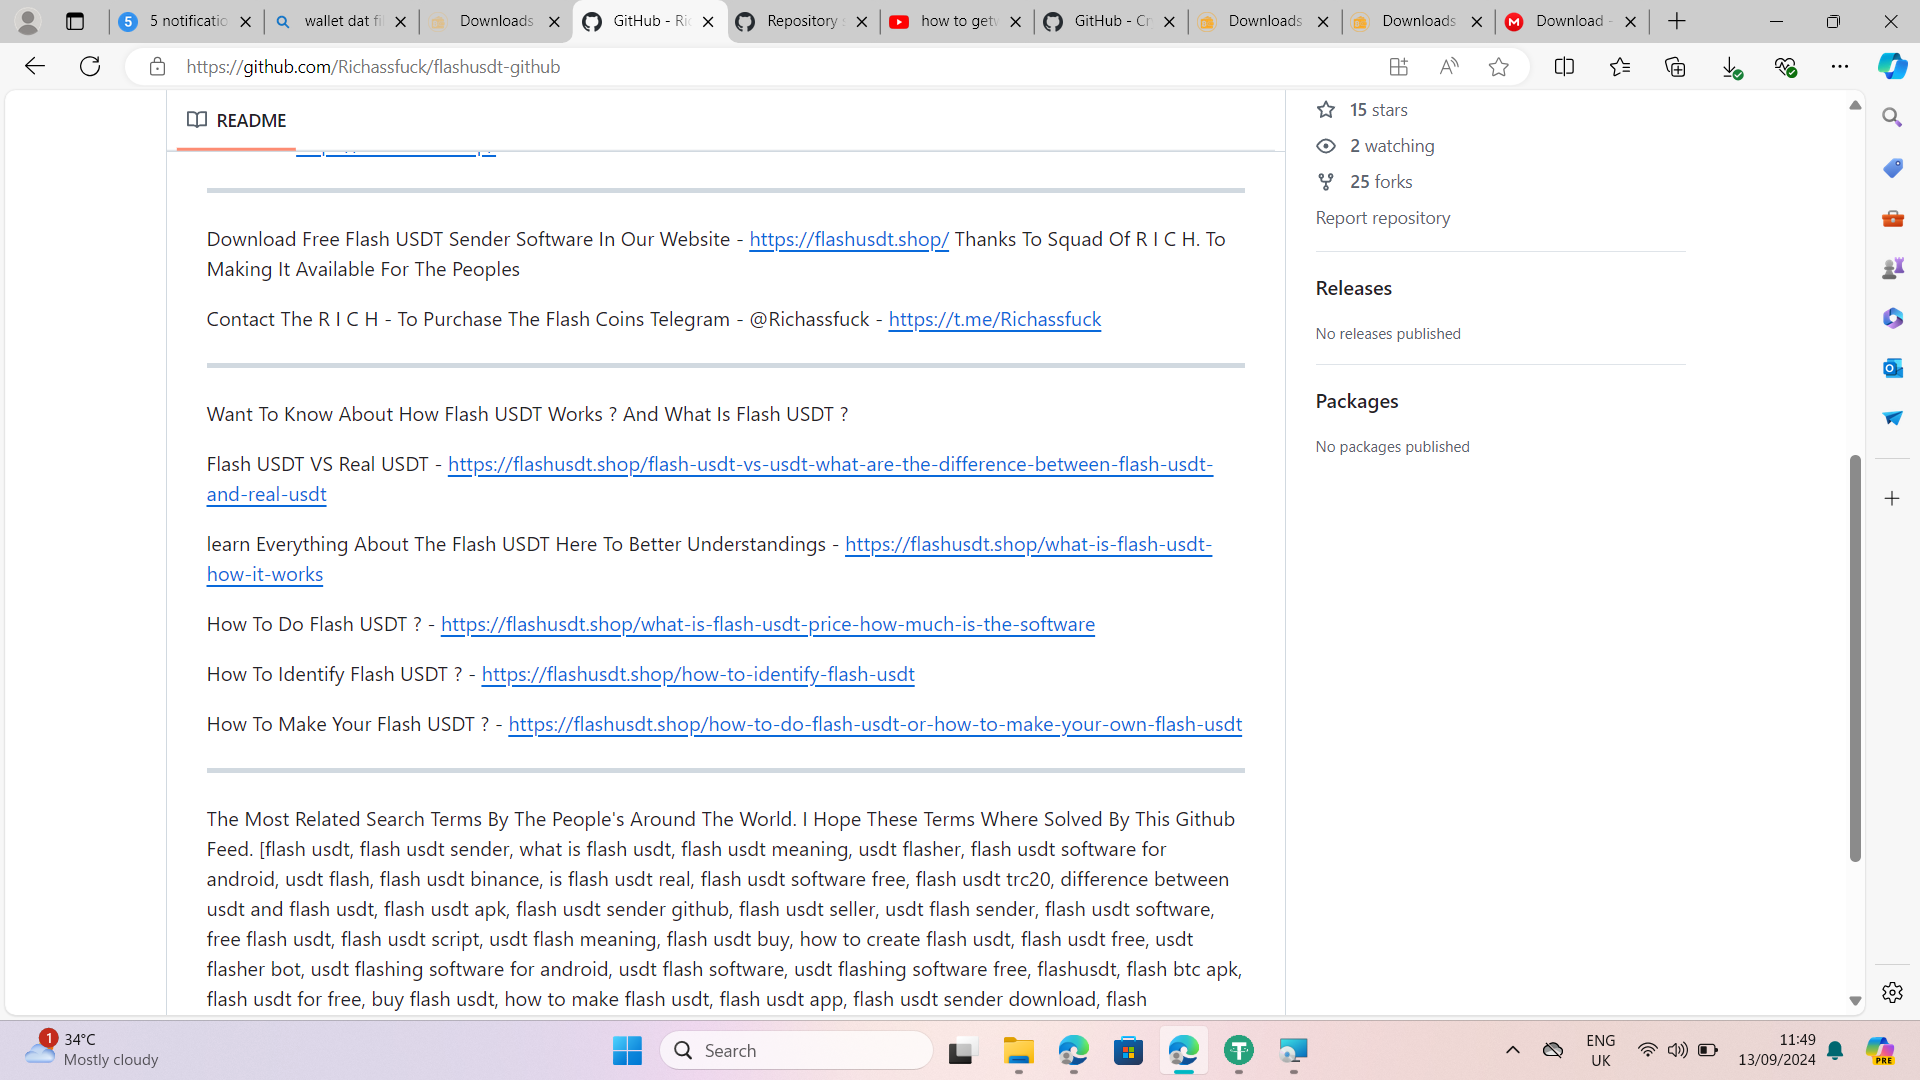 5 notificatio
wallet dat fil
Downloads
GitHub - Ric
Repository s
how to getw
GitHub - Cr
Downloads
Downloads
Download -
https://github.com/Richassfuck/flashusdt-github
README
15 stars
2 watching
25 forks
Report repository
Releases
No releases published
Packages
No packages published
Download Free Flash USDT Sender Software In Our Website - https://flashusdt.shop/ Thanks To Squad Of R I C H. To
Making It Available For The Peoples
Contact The R I C H - To Purchase The Flash Coins Telegram - @Richassfuck - https://t.me/Richassfuck
Want To Know About How Flash USDT Works ? And What Is Flash USDT ?
Flash USDT VS Real USDT - https://flashusdt.shop/flash-usdt-vs-usdt-what-are-the-difference-between-flash-usdt-
and-real-usdt
learn Everything About The Flash USDT Here To Better Understandings - https://flashusdt.shop/what-is-flash-usdt-
how-it-works
How To Do Flash USDT ? - https://flashusdt.shop/what-is-flash-usdt-price-how-much-is-the-software
How To Identify Flash USDT ? - https://flashusdt.shop/how-to-identify-flash-usdt
How To Make Your Flash USDT ? - https://flashusdt.shop/how-to-do-flash-usdt-or-how-to-make-your-own-flash-usdt
The Most Related Search Terms By The People's Around The World. I Hope These Terms Where Solved By This Github
Feed. [flash usdt, flash usdt sender, what is flash usdt, flash usdt meaning, usdt flasher, flash usdt software for
android, usdt flash, flash usdt binance, is flash usdt real, flash usdt software free, flash usdt trc20, difference between
usdt and flash usdt, flash usdt apk, flash usdt sender github, flash usdt seller, usdt flash sender, flash usdt software,
free flash usdt, flash usdt script, usdt flash meaning, flash usdt buy, how to create flash usdt, flash usdt free, usdt
flasher bot, usdt flashing software for android, usdt flash software, usdt flashing software free, flashusdt, flash btc apk,
flash usdt for free, buy flash usdt, how to make flash usdt, flash usdt app, flash usdt sender download, flash
1
34°C
Mostly cloudy
Search
ENG
UK
11:49
13/09/2024
PRE